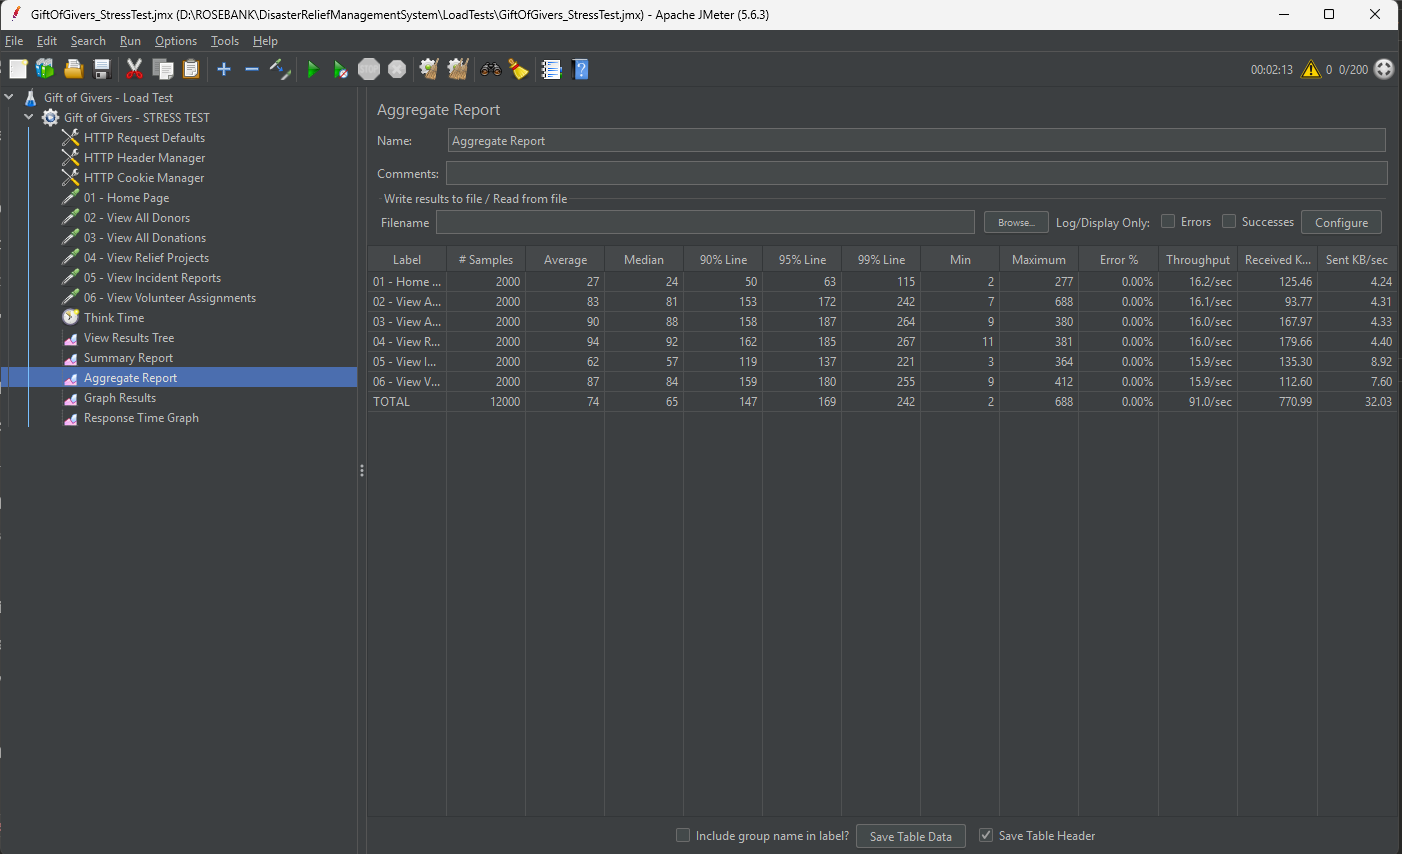 GiftOfGivers_StressTest.jmx (D:\ROSEBANK\DisasterReliefManagementSystem\LoadTests\GiftOfGivers_StressTest.jmx) - Apache JMeter (5.6.3)
File Edit Search Run Options Tools Help
STOP 00:02:13 0 0/200
Gift of Givers - Load Test
Gift of Givers - STRESS TEST
HTTP Request Defaults
HTTP Header Manager
HTTP Cookie Manager
01 - Home Page
02 - View All Donors
03 - View All Donations
04 - View Relief Projects
05 - View Incident Reports
06 - View Volunteer Assignments
Think Time
View Results Tree
Summary Report
Aggregate Report
Graph Results
Response Time Graph
Aggregate Report
Name: Aggregate Report
Comments:
Write results to file / Read from file
Filename Browse... Log/Display Only: Errors Successes Configure
Label # Samples Average Median 90% Line 95% Line 99% Line Min Maximum Error % Throughput Received K... Sent KB/sec
01 - Home ... 2000 27 24 50 63 115 2 277 0.00% 16.2/sec 125.46 4.24
02 - View A... 2000 83 81 153 172 242 7 688 0.00% 16.1/sec 93.77 4.31
03 - View A... 2000 90 88 158 187 264 9 380 0.00% 16.0/sec 167.97 4.33
04 - View R... 2000 94 92 162 185 267 11 381 0.00% 16.0/sec 179.66 4.40
05 - View I... 2000 62 57 119 137 221 3 364 0.00% 15.9/sec 135.30 8.92
06 - View V... 2000 87 84 159 180 255 9 412 0.00% 15.9/sec 112.60 7.60
TOTAL 12000 74 65 147 169 242 2 688 0.00% 91.0/sec 770.99 32.03
Include group name in label? Save Table Data Save Table Header